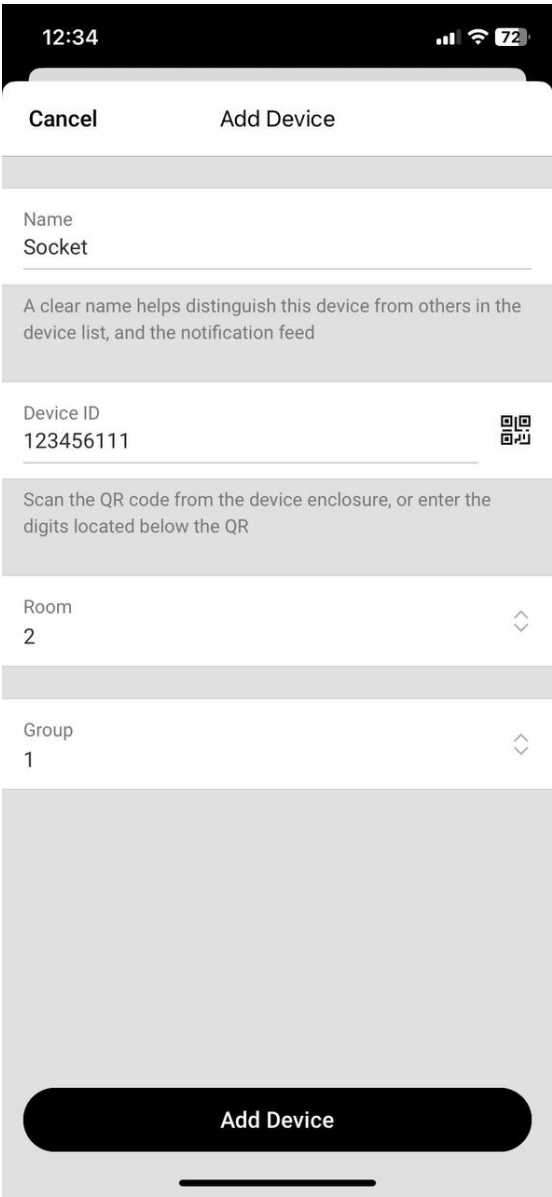 12:34
72
Cancel
Add Device
Name
Socket
A clear name helps distinguish this device from others in the
device list, and the notification feed
Device ID
123456111
Scan the QR code from the device enclosure, or enter the
digits located below the QR
Room
2
Group
1
Add Device